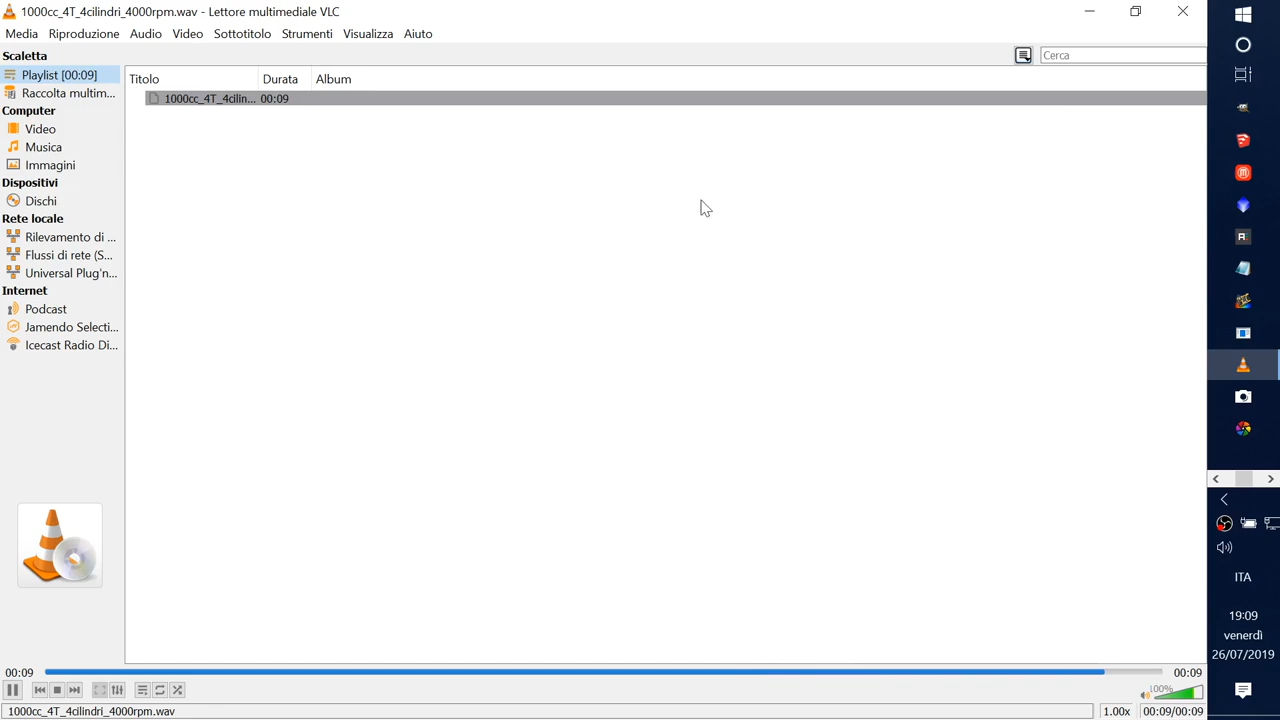 1000cc_4T_4cilindri_4000rpm.wav - Lettore multimediale VLC
Media Riproduzione Audio Video Sottotitolo Strumenti Visualizza Aiuto
Scaletta
Cerca
Playlist [00:09]
Titolo Durata Album
Raccolta multim...
1000cc_4T_4cilin... 00:09
Computer
Video
Musica
Immagini
Dispositivi
Dischi
Rete locale
Rilevamento di ...
Flussi di rete (S...
Universal Plug'n...
Internet
Podcast
Jamendo Selecti...
Icecast Radio Di...
ITA
19:09
venerdì
26/07/2019
00:09 00:09
100%
1000cc_4T_4cilindri_4000rpm.wav 1.00x 00:09/00:09